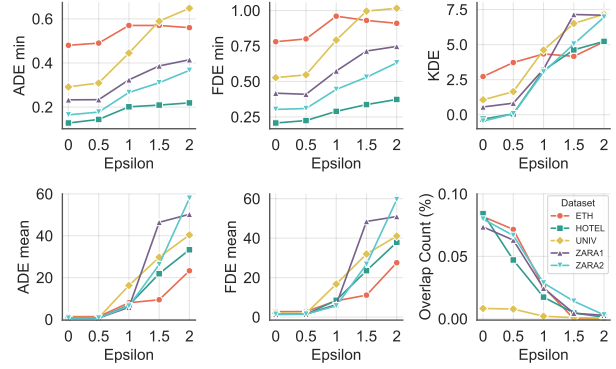 ADE min
0.6
0.4
0.2
0 0.5 1 1.5 2
Epsilon
FDE min
1.00
0.75
0.50
0.25
0 0.5 1 1.5 2
Epsilon
KDE
7.5
5.0
2.5
0.0
0 0.5 1 1.5 2
Epsilon
ADE mean
60
40
20
0
0 0.5 1 1.5 2
Epsilon
FDE mean
60
40
20
0
0 0.5 1 1.5 2
Epsilon
Overlap Count (%)
0.10
0.05
0.00
0 0.5 1 1.5 2
Epsilon
Dataset
ETH
HOTEL
UNIV
ZARA1
ZARA2